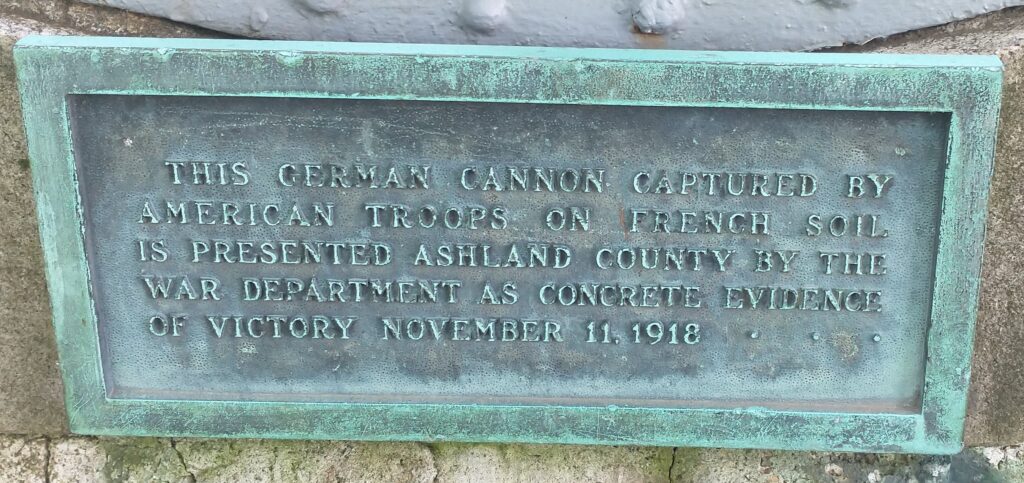 THIS GERMAN CANNON CAPTURED BY
AMERICAN TROOPS ON FRENCH SOIL
IS PRESENTED ASHLAND COUNTY BY THE
WAR DEPARTMENT AS CONCRETE EVIDENCE
OF VICTORY NOVEMBER 11, 1918 . . .